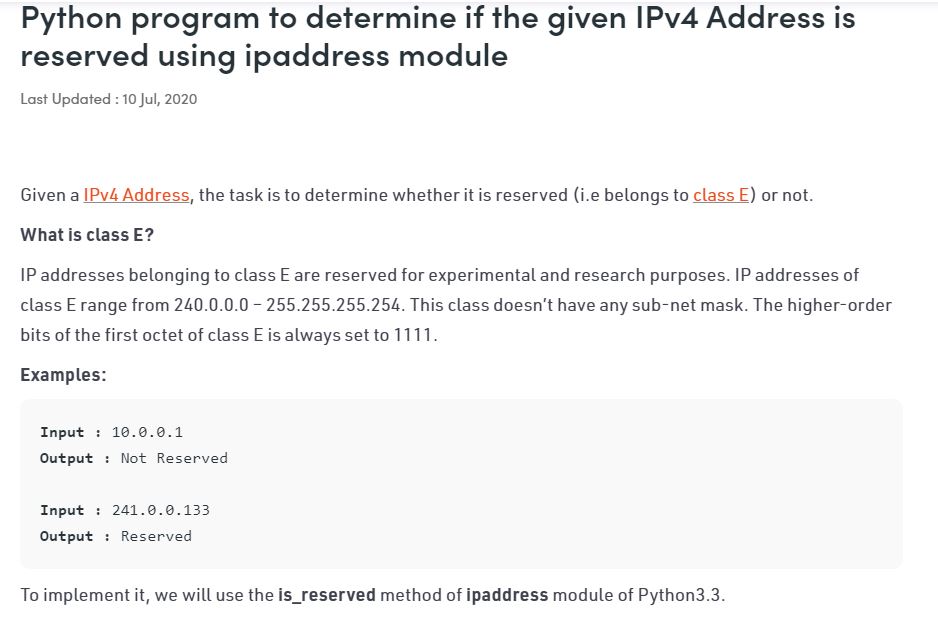 Python program to determine if the given IPv4 Address is
reserved using ipaddress module
Last Updated : 10 Jul, 2020
Given a IPv4 Address, the task is to determine whether it is reserved (i.e belongs to class E) or not.
What is class E?
IP addresses belonging to class E are reserved for experimental and research purposes. IP addresses of
class E range from 240.0.0.0 – 255.255.255.254. This class doesn’t have any sub-net mask. The higher-order
bits of the first octet of class E is always set to 1111.
Examples:
Input : 10.0.0.1
Output : Not Reserved
Input : 241.0.0.133
Output : Reserved
To implement it, we will use the is_reserved method of ipaddress module of Python3.3.